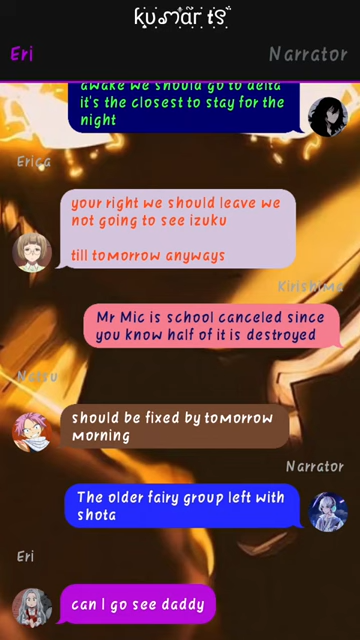 kumar ts
Eri
Narrator
awake we should go to delta
it's the closest to stay for the
night
Erica
your right we should leave we
not going to see izuku
till tomorrow anyways
Kirishima
Mr Mic is school canceled since
you know half of it is destroyed
Natsu
should be fixed by tomorrow
morning
Narrator
The older fairy group left with
shota
Eri
can I go see daddy